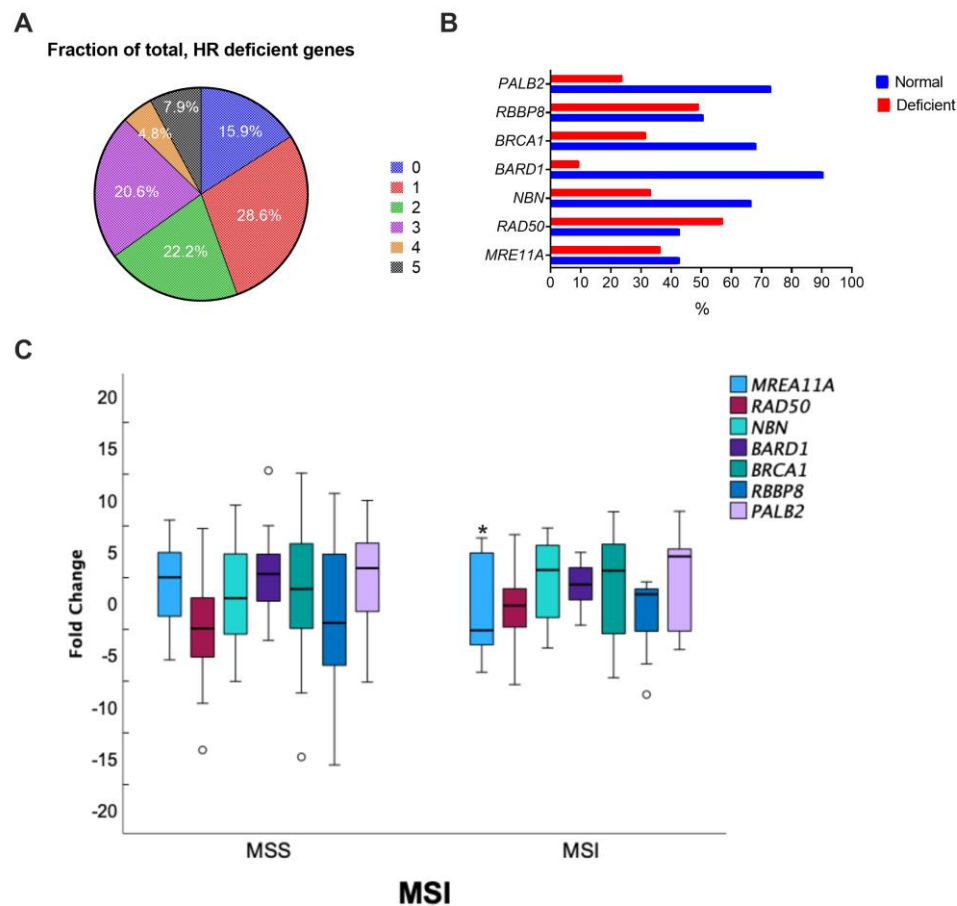 A
Fraction of total, HR deficient genes
7.9%
15.9%
4.8%
20.6%
28.6%
22.2%
0
1
2
3
4
5
B
PALB2
RBBP8
BRCA1
BARD1
NBN
RAD50
MRE11A
0 10 20 30 40 50 60 70 80 90 100
%
Normal
Deficient
C
Fold Change
20
15
10
5
0
-5
-10
-15
-20
*
MSS MSI
MSI
MREA11A
RAD50
NBN
BARD1
BRCA1
RBBP8
PALB2